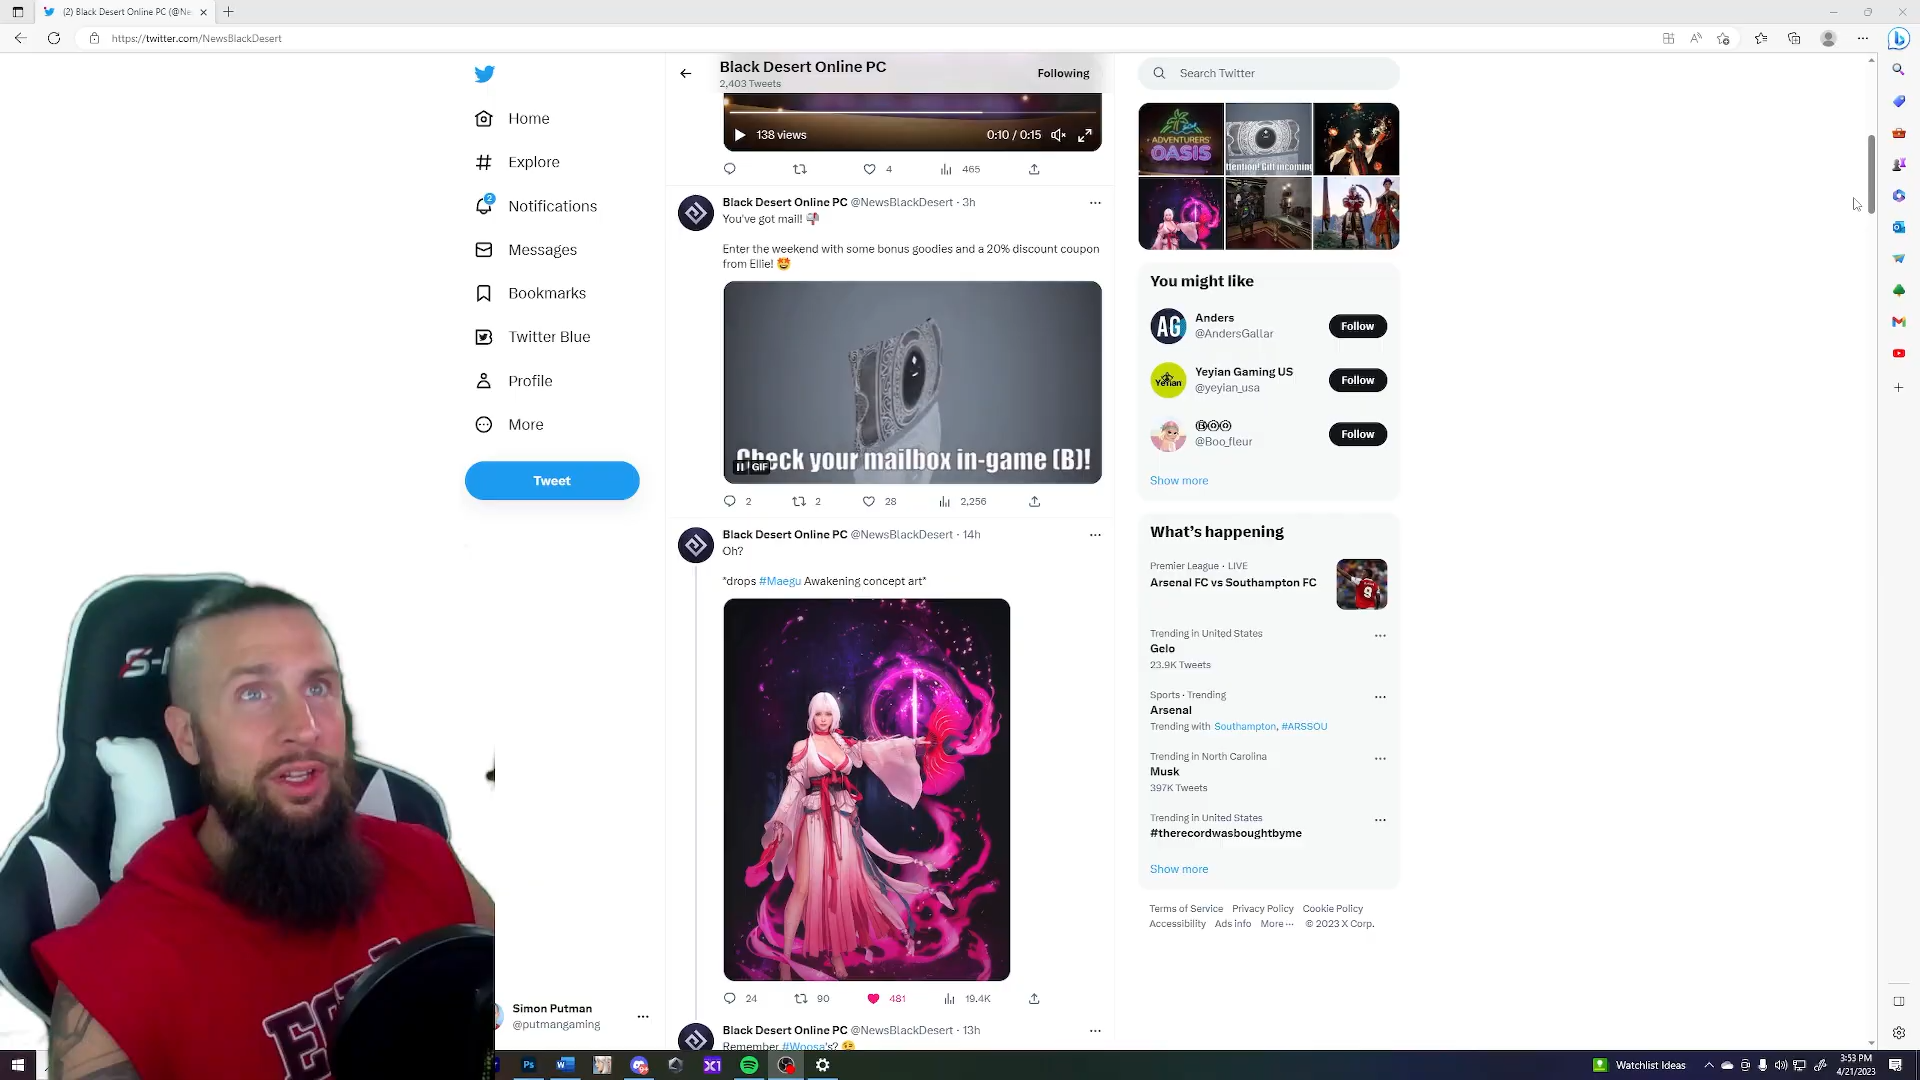 (2) Black Desert Online PC (@Ne
https://twitter.com/NewsBlackDesert
Home
Explore
2
Notifications
Messages
Bookmarks
Twitter Blue
Profile
More
Tweet
Simon Putman
@putmangaming
Black Desert Online PC
2,403 Tweets
Following
138 views
0:10 / 0:15
4
465
Black Desert Online PC @NewsBlackDesert · 3h
You've got mail! 📬
Enter the weekend with some bonus goodies and a 20% discount coupon
from Ellie! 🤩
Check your mailbox in-game (B)!
GIF
2
2
28
2,256
Black Desert Online PC @NewsBlackDesert · 14h
Oh?
*drops #Maegu Awakening concept art*
24
90
481
19.4K
Black Desert Online PC @NewsBlackDesert · 13h
Remember #Woosa's? 😉
Search Twitter
ADVENTURERS'
OASIS
You might like
Anders
@AndersGallar
Follow
AG
Yeyian Gaming US
@yeyian_usa
Follow
Yeyian
ⒷⓄⓄ
@Boo_fleur
Follow
Show more
What's happening
Premier League · LIVE
Arsenal FC vs Southampton FC
Trending in United States
Gelo
23.9K Tweets
Sports · Trending
Arsenal
Trending with Southampton, #ARSSOU
Trending in North Carolina
Musk
397K Tweets
Trending in United States
#therecordwasboughtbyme
Show more
Terms of Service Privacy Policy Cookie Policy
Accessibility Ads info More ··· © 2023 X Corp.
Ps
X1
Watchlist Ideas
3:53 PM
4/21/2023